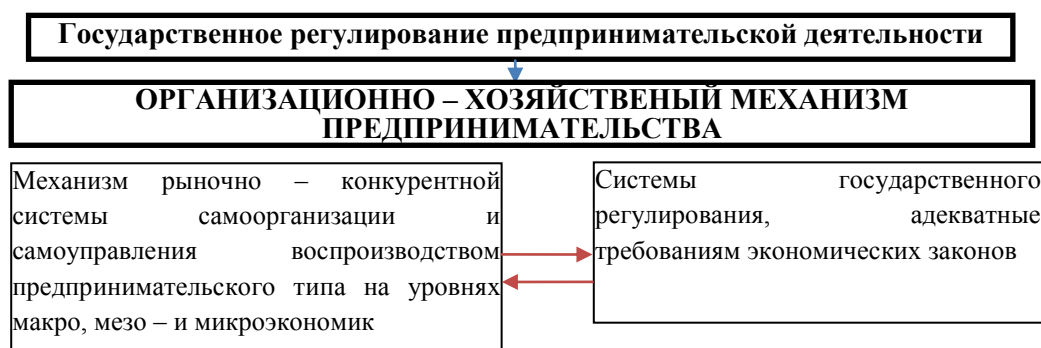 Государственное регулирование предпринимательской деятельности
ОРГАНИЗАЦИОННО – ХОЗЯЙСТВЕНЫЙ МЕХАНИЗМ
ПРЕДПРИНИМАТЕЛЬСТВА
Механизм рыночно – конкурентной
системы самоорганизации и
самоуправления воспроизводством
предпринимательского типа на уровнях
макро, мезо – и микроэкономик
Системы государственного
регулирования, адекватные
требованиям экономических законов